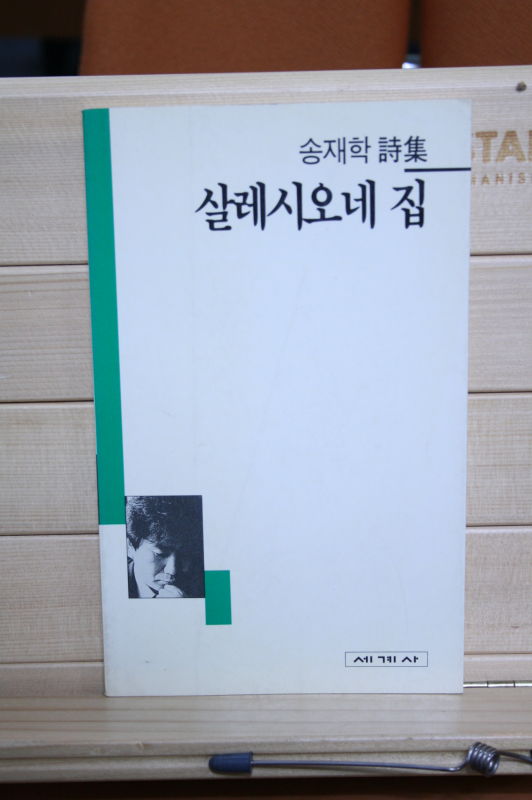 송재학 詩集
살레시오네 집
세계사